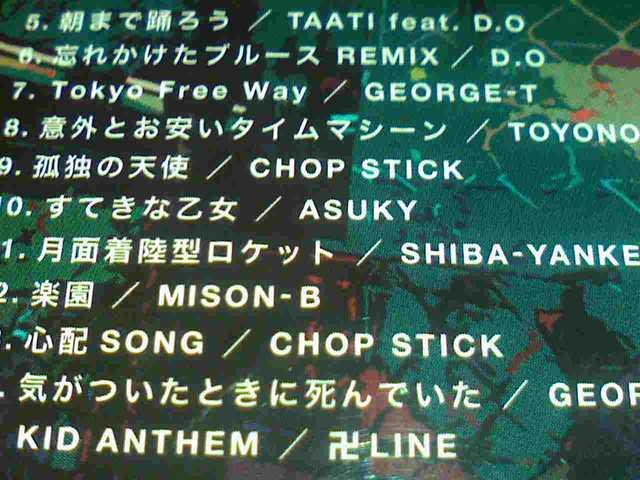 5. 朝まで踊ろう / TAATI feat. D.O
6. 忘れかけたブルース REMIX / D.O
7. Tokyo Free Way / GEORGE-T
8. 意外とお安いタイムマシーン / TOYONO
9. 孤独の天使 / CHOP STICK
10. すてきな乙女 / ASUKY
1. 月面着陸型ロケット / SHIBA-YANKE
2. 楽園 / MISON-B
3. 心配 SONG / CHOP STICK
. 気がついたときに死んでいた / GEOR
KID ANTHEM / 卍LINE